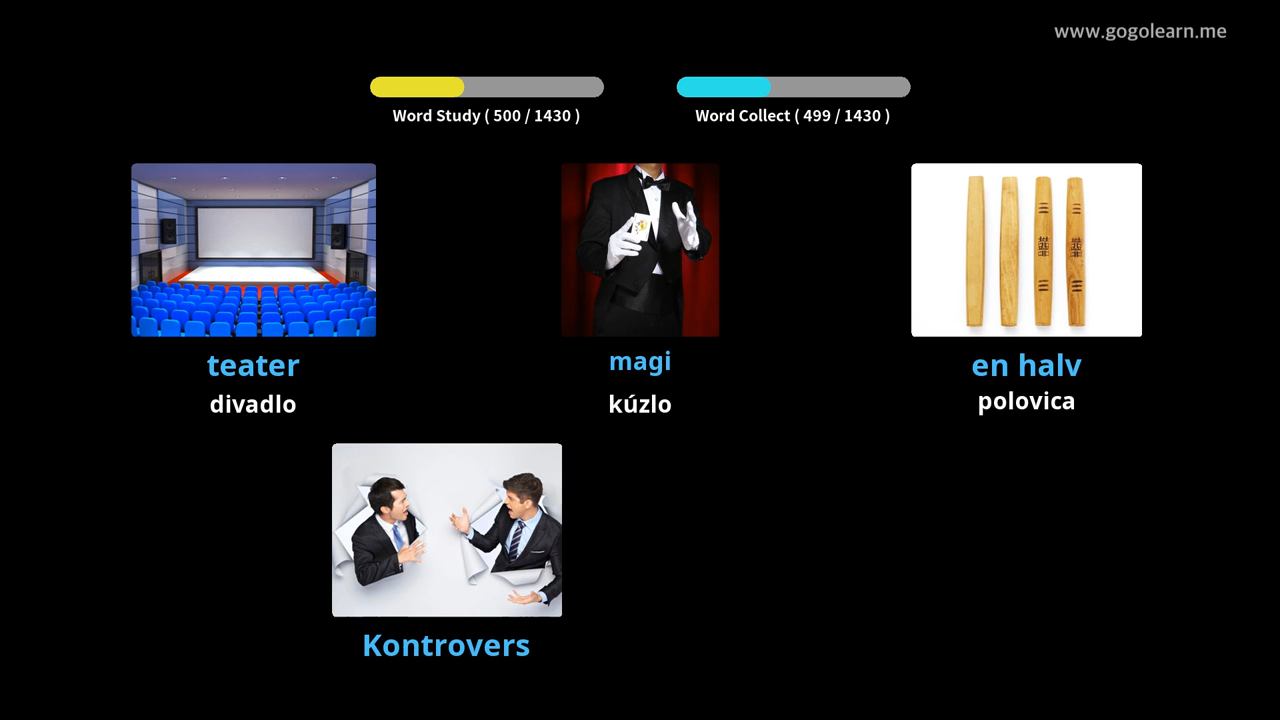 www.gogolearn.me
Word Study ( 500 / 1430 )
Word Collect ( 499 / 1430 )
teater
magi
en halv
divadlo
kúzlo
polovica
Kontrovers